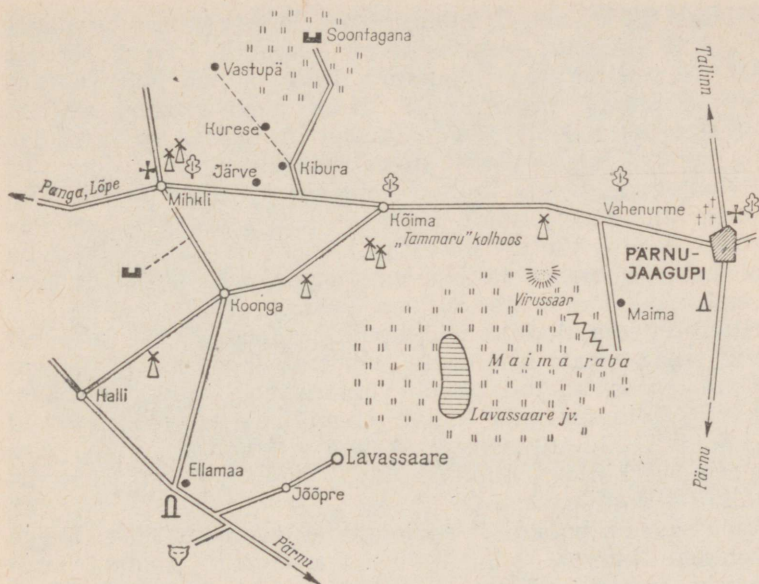 Soontagana
Vastupä
Tallinn
Kurese
Kibura
Järve
Panga, Lõpe
Mihkli
Kõima
Vahenurme
„Tammaru" kolhoos
PÄRNU-
JAAGUPI
Koonga
Virussaar
Maima
Maima raba
Halli
Lavassaare jv.
Pärnu
Lavassaare
Ellamaa
Jõõpre
Pärnu